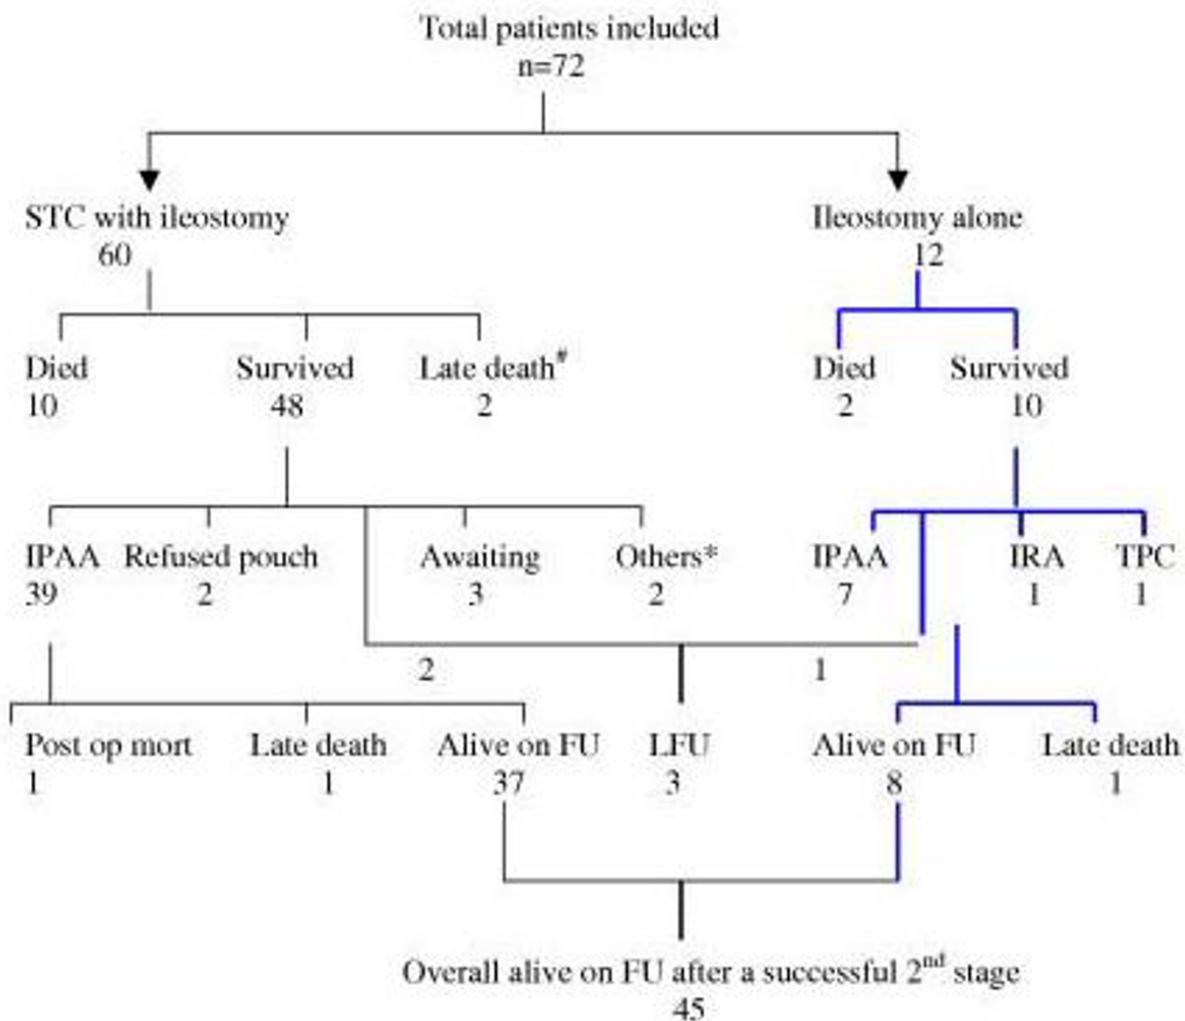 Total patients included
n=72
STC with ileostomy Ileostomy alone
60 12
Died Survived Late death# Died Survived
10 48 2 2 10
IPAA Refused pouch Awaiting Others* IPAA IRA TPC
39 2 3 2 7 1 1
2 1
Post op mort Late death Alive on FU LFU Alive on FU Late death
1 1 37 3 8 1
Overall alive on FU after a successful 2nd stage
45